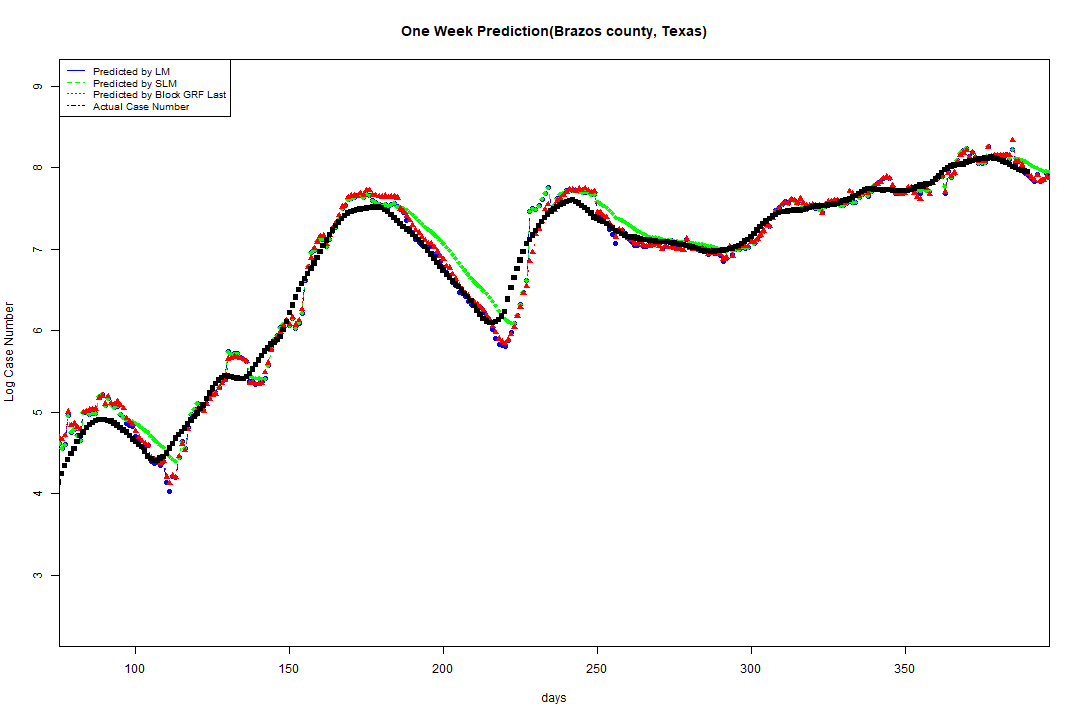 One Week Prediction(Brazos county, Texas)
Predicted by LM
Predicted by SLM
Predicted by Block GRF Last
Actual Case Number
9
8
7
6
5
4
3
Log Case Number
100 150 200 250 300 350
days